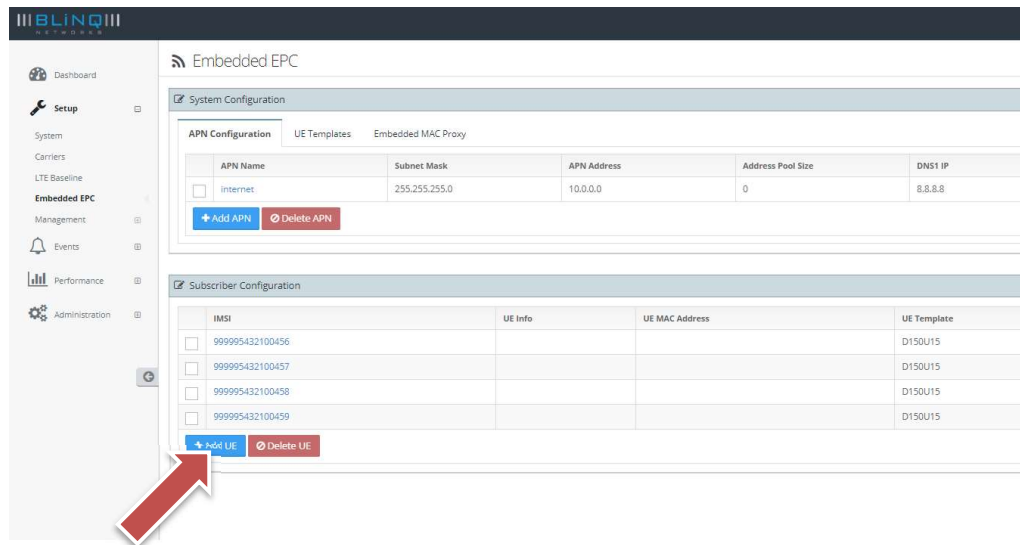 BLiNQ
NETWORKS
Embedded EPC
Dashboard
Setup
System
Carriers
LTE Baseline
Embedded EPC
Management
Events
Performance
Administration
System Configuration
APN Configuration UE Templates Embedded MAC Proxy
APN Name Subnet Mask APN Address Address Pool Size DNS1 IP
internet 255.255.255.0 10.0.0.0 0 8.8.8.8
Add APN Delete APN
Subscriber Configuration
IMSI UE Info UE MAC Address UE Template
999995432100456 D150U15
999995432100457 D150U15
999995432100458 D150U15
999995432100459 D150U15
Add UE Delete UE